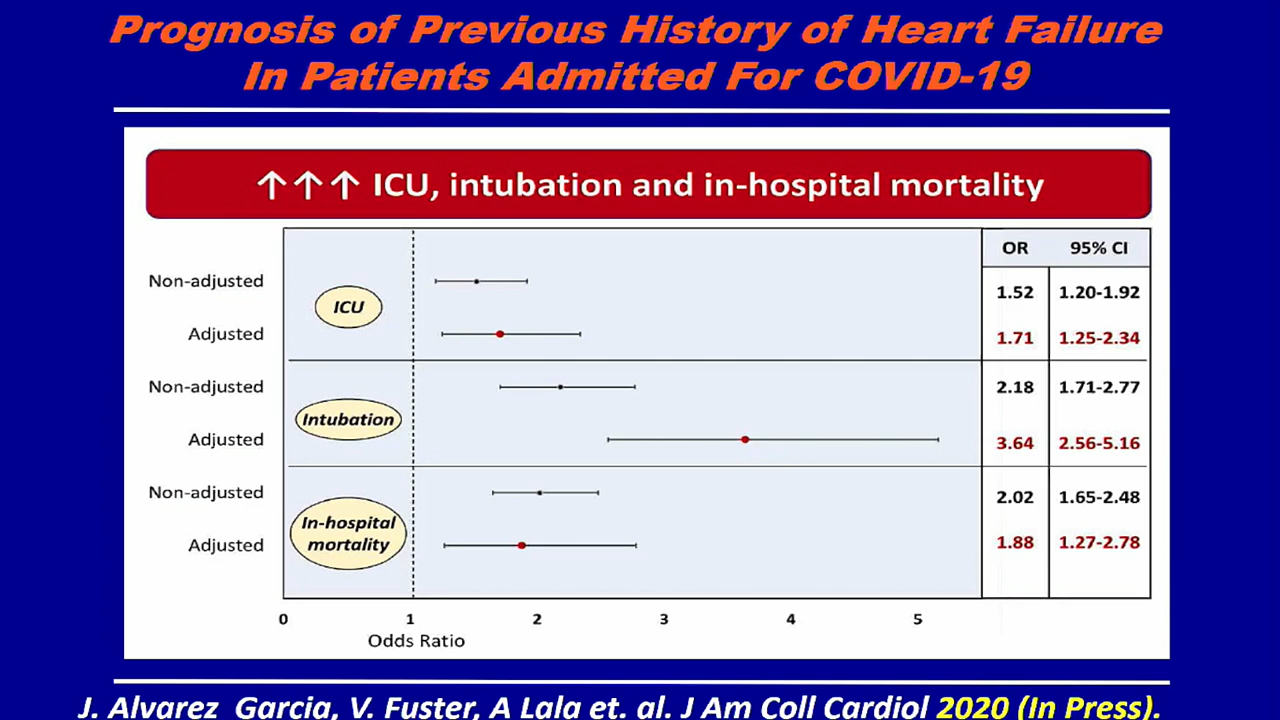 Prognosis of Previous History of Heart Failure
In Patients Admitted For COVID-19
↑↑↑ ICU, intubation and in-hospital mortality
OR 95% CI
Non-adjusted 1.52 1.20-1.92
ICU
Adjusted 1.71 1.25-2.34
Non-adjusted 2.18 1.71-2.77
Intubation
Adjusted 3.64 2.56-5.16
Non-adjusted 2.02 1.65-2.48
In-hospital
mortality
Adjusted 1.88 1.27-2.78
0 1 2 3 4 5
Odds Ratio
J. Alvarez Garcia, V. Fuster, A Lala et. al. J Am Coll Cardiol 2020 (In Press).